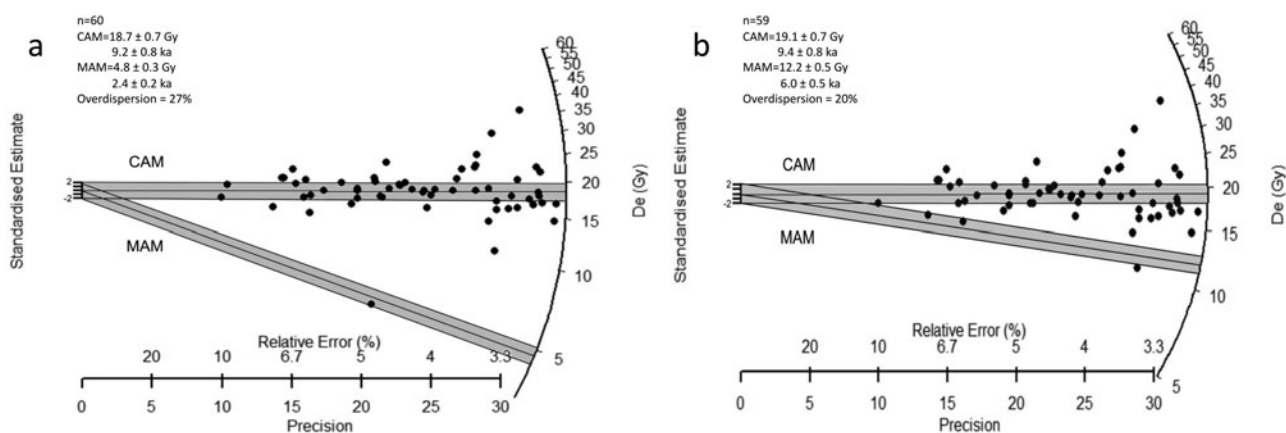 a
n=60
CAM=18.7 ± 0.7 Gy
9.2 ± 0.8 ka
MAM=4.8 ± 0.3 Gy
2.4 ± 0.2 ka
Overdispersion = 27%
Standardised Estimate
2
-2
CAM
MAM
60
55
50
45
40
35
30
25
20
15
10
5
De (Gy)
Relative Error (%)
20 10 6.7 5 4 3.3
0 5 10 15 20 25 30
Precision
b
n=59
CAM=19.1 ± 0.7 Gy
9.4 ± 0.8 ka
MAM=12.2 ± 0.5 Gy
6.0 ± 0.5 ka
Overdispersion = 20%
Standardised Estimate
2
-2
CAM
MAM
60
55
50
45
40
35
30
25
20
15
10
5
De (Gy)
Relative Error (%)
20 10 6.7 5 4 3.3
0 5 10 15 20 25 30
Precision